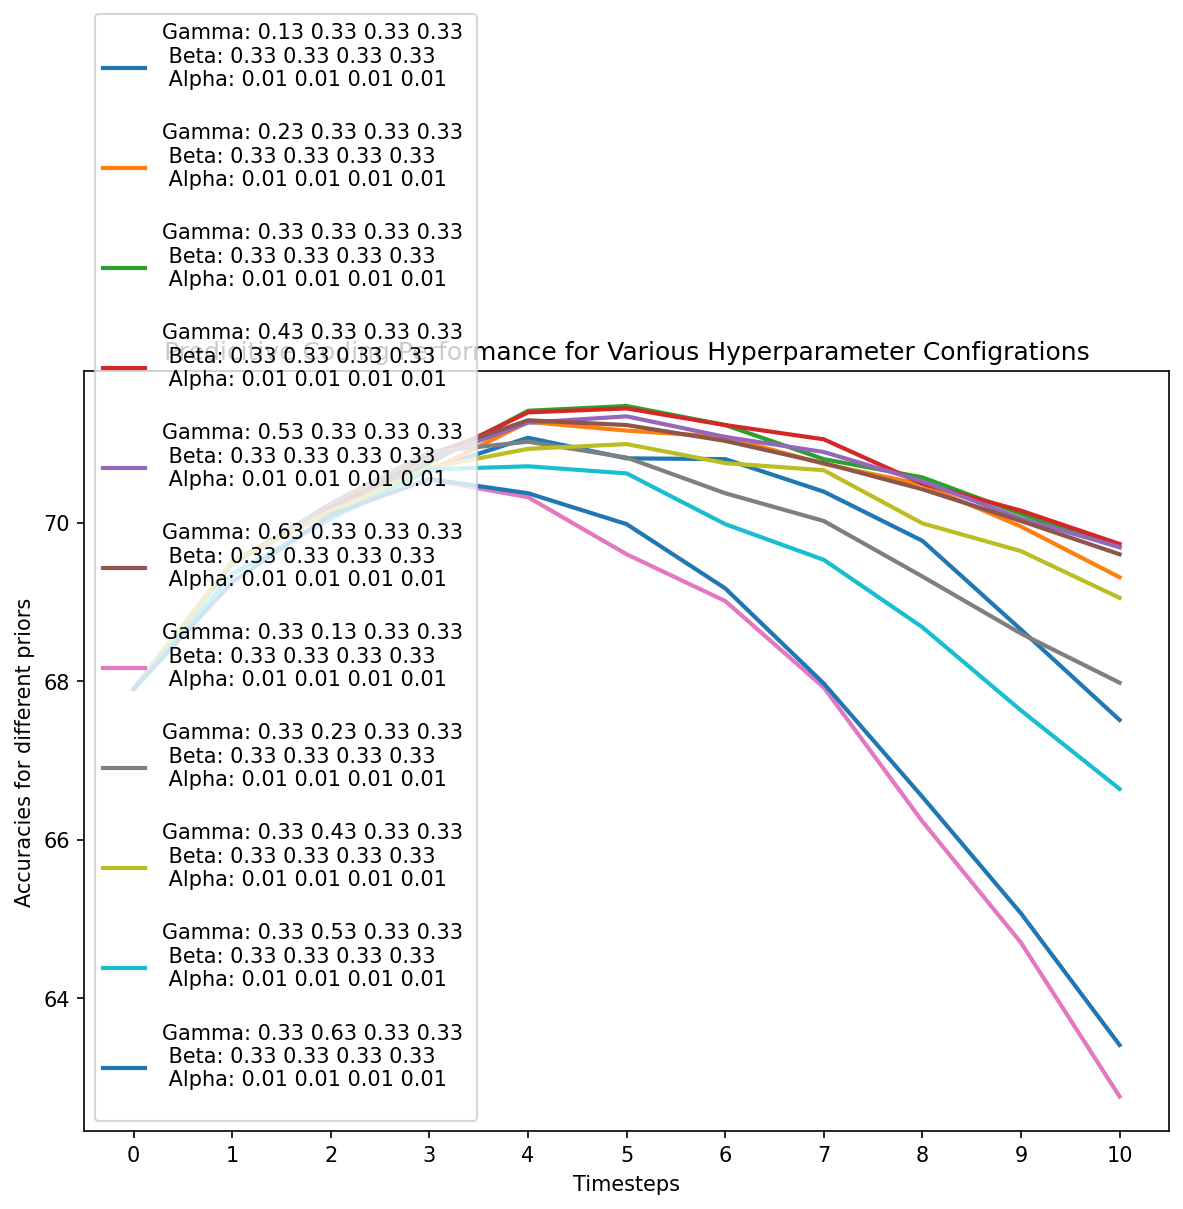 Gamma: 0.13 0.33 0.33 0.33
Beta: 0.33 0.33 0.33 0.33
Alpha: 0.01 0.01 0.01 0.01
Gamma: 0.23 0.33 0.33 0.33
Beta: 0.33 0.33 0.33 0.33
Alpha: 0.01 0.01 0.01 0.01
Gamma: 0.33 0.33 0.33 0.33
Beta: 0.33 0.33 0.33 0.33
Alpha: 0.01 0.01 0.01 0.01
Gamma: 0.43 0.33 0.33 0.33
Beta: 0.33 0.33 0.33 0.33
Alpha: 0.01 0.01 0.01 0.01
Gamma: 0.53 0.33 0.33 0.33
Beta: 0.33 0.33 0.33 0.33
Alpha: 0.01 0.01 0.01 0.01
Gamma: 0.63 0.33 0.33 0.33
Beta: 0.33 0.33 0.33 0.33
Alpha: 0.01 0.01 0.01 0.01
Gamma: 0.33 0.13 0.33 0.33
Beta: 0.33 0.33 0.33 0.33
Alpha: 0.01 0.01 0.01 0.01
Gamma: 0.33 0.23 0.33 0.33
Beta: 0.33 0.33 0.33 0.33
Alpha: 0.01 0.01 0.01 0.01
Gamma: 0.33 0.43 0.33 0.33
Beta: 0.33 0.33 0.33 0.33
Alpha: 0.01 0.01 0.01 0.01
Gamma: 0.33 0.53 0.33 0.33
Beta: 0.33 0.33 0.33 0.33
Alpha: 0.01 0.01 0.01 0.01
Gamma: 0.33 0.63 0.33 0.33
Beta: 0.33 0.33 0.33 0.33
Alpha: 0.01 0.01 0.01 0.01
Coding Performance for Various Hyperparameter Configrations
Accuracies for different priors
70
68
66
64
0 1 2 3 4 5 6 7 8 9 10
Timesteps